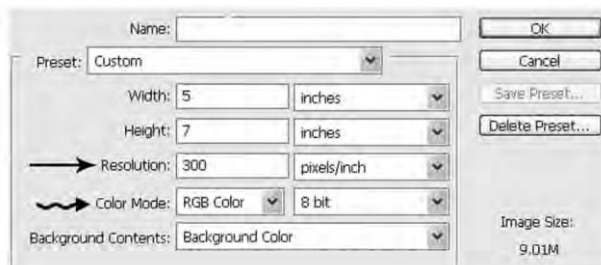 Name:
OK
Preset: Custom
Cancel
Width: 5 inches
Save Preset...
Height: 7 inches
Delete Preset...
Resolution: 300 pixels/inch
Color Mode: RGB Color 8 bit
Image Size:
Background Contents: Background Color
9.01M